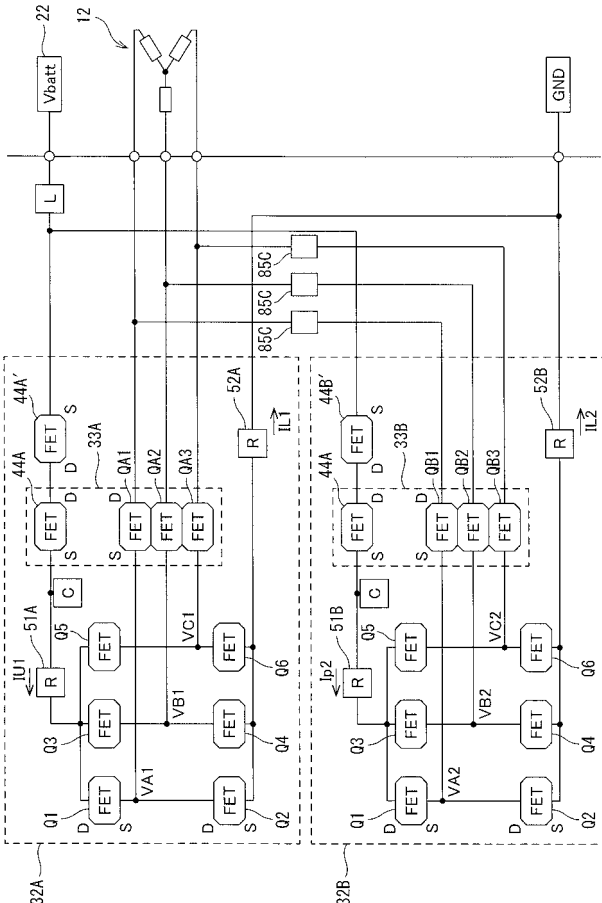 22
Vbatt
12
GND
L
85C
85C
85C
44A'
S
FET
D
44A
33A
D
FET
S
QA1
QA2
QA3
D
FET
FET
FET
S
52A
R
IL1
C
51A
IU1
R
Q5
FET
VC1
FET
Q6
Q3
FET
VB1
FET
Q4
Q1
D
FET
S
VA1
D
FET
S
Q2
32A
44B'
S
FET
D
44A
33B
D
FET
S
QB1
QB2
QB3
D
FET
FET
FET
S
52B
R
IL2
C
51B
Ip2
R
Q5
FET
VC2
FET
Q6
Q3
FET
VB2
FET
Q4
Q1
D
FET
S
VA2
D
FET
S
Q2
32B